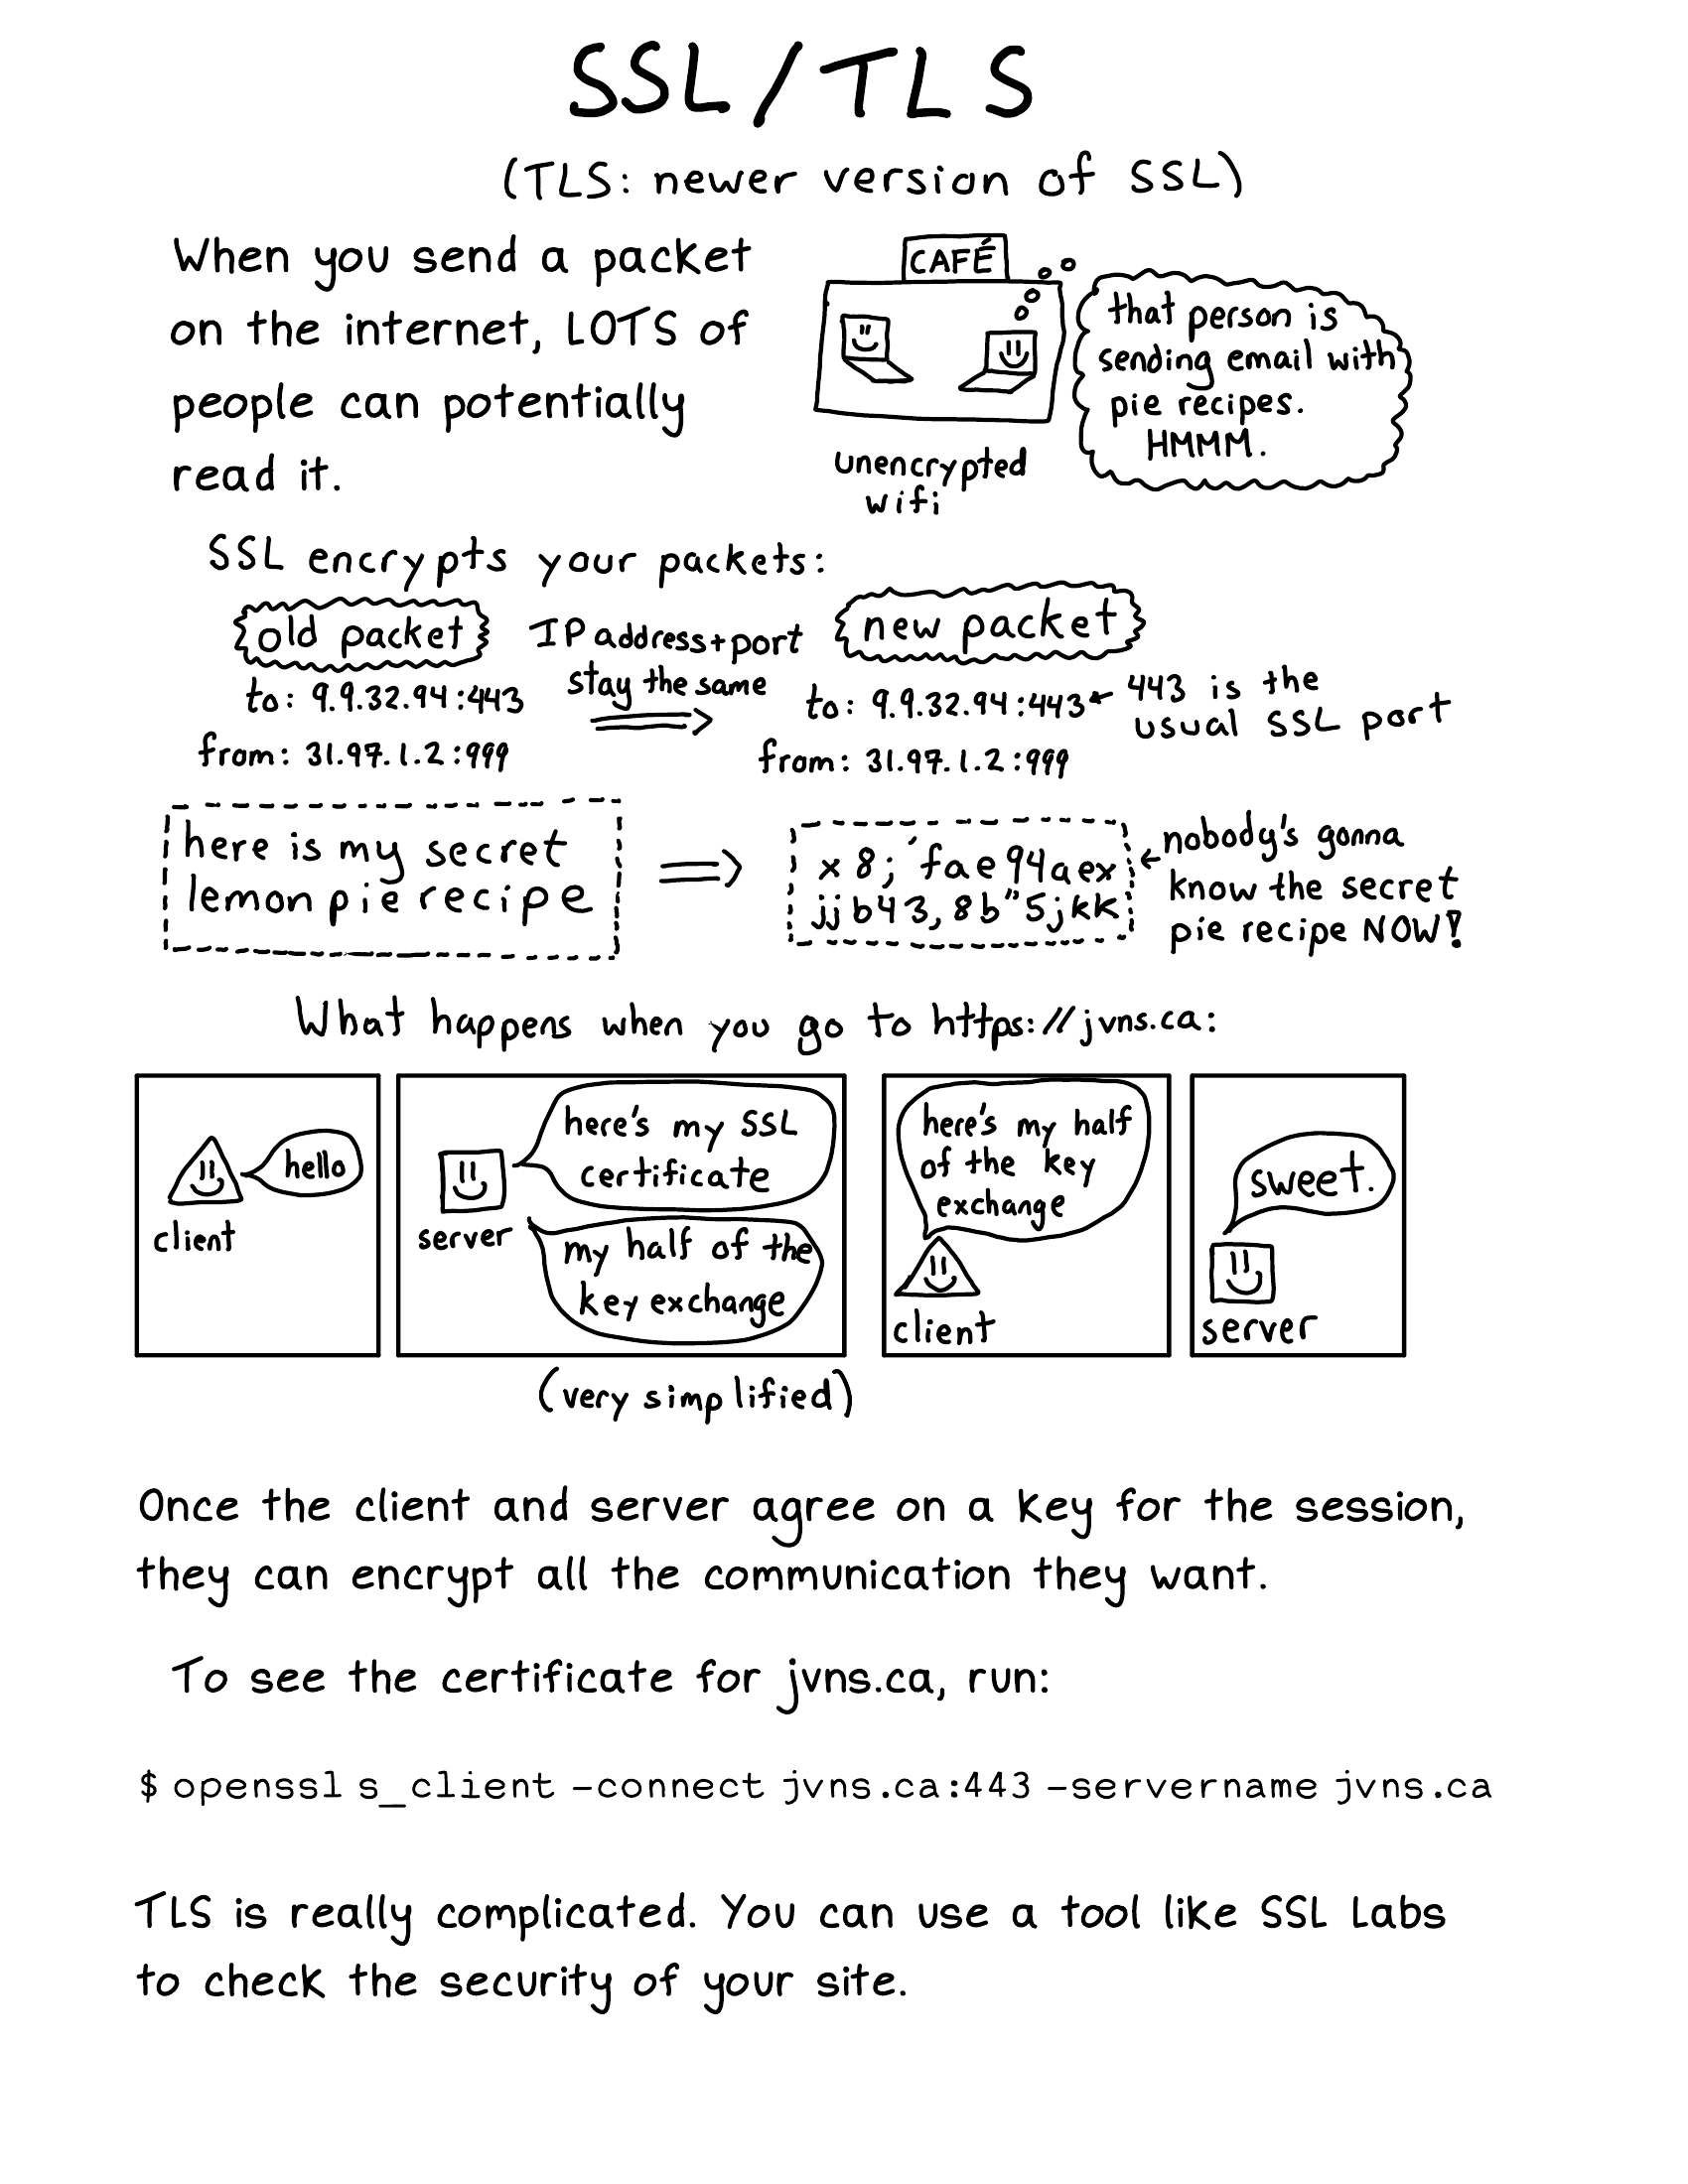 SSL/TLS
(TLS: newer version of SSL)
When you send a packet
on the internet, LOTS of
people can potentially
read it.
CAFÉ
that person is
sending email with
pie recipes.
HMMM.
unencrypted
wifi
SSL encrypts your packets:
old packet
to: 9.9.32.94:443
from: 31.97.1.2:999
IP address+port
stay the same
new packet
to: 9.9.32.94:443
from: 31.97.1.2:999
443 is the
usual SSL port
here is my secret
lemon pie recipe
x8;´fae94aex
jjb43,8b"5jkk
nobody's gonna
know the secret
pie recipe NOW!
What happens when you go to https://jvns.ca:
hello
client
here's my SSL
certificate
server
my half of the
key exchange
here's my half
of the key
exchange
client
sweet.
server
(very simplified)
Once the client and server agree on a key for the session,
they can encrypt all the communication they want.
To see the certificate for jvns.ca, run:
$ openssl s_client -connect jvns.ca:443 -servername jvns.ca
TLS is really complicated. You can use a tool like SSL Labs
to check the security of your site.